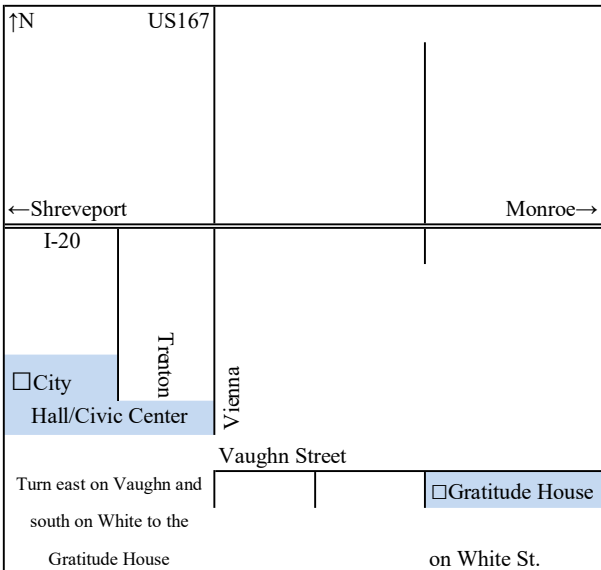 ↑N US167
←Shreveport Monroe→
I-20
Trenton
Vienna
□City
Hall/Civic Center
Vaughn Street
Turn east on Vaughn and
south on White to the
Gratitude House
□Gratitude House
on White St.